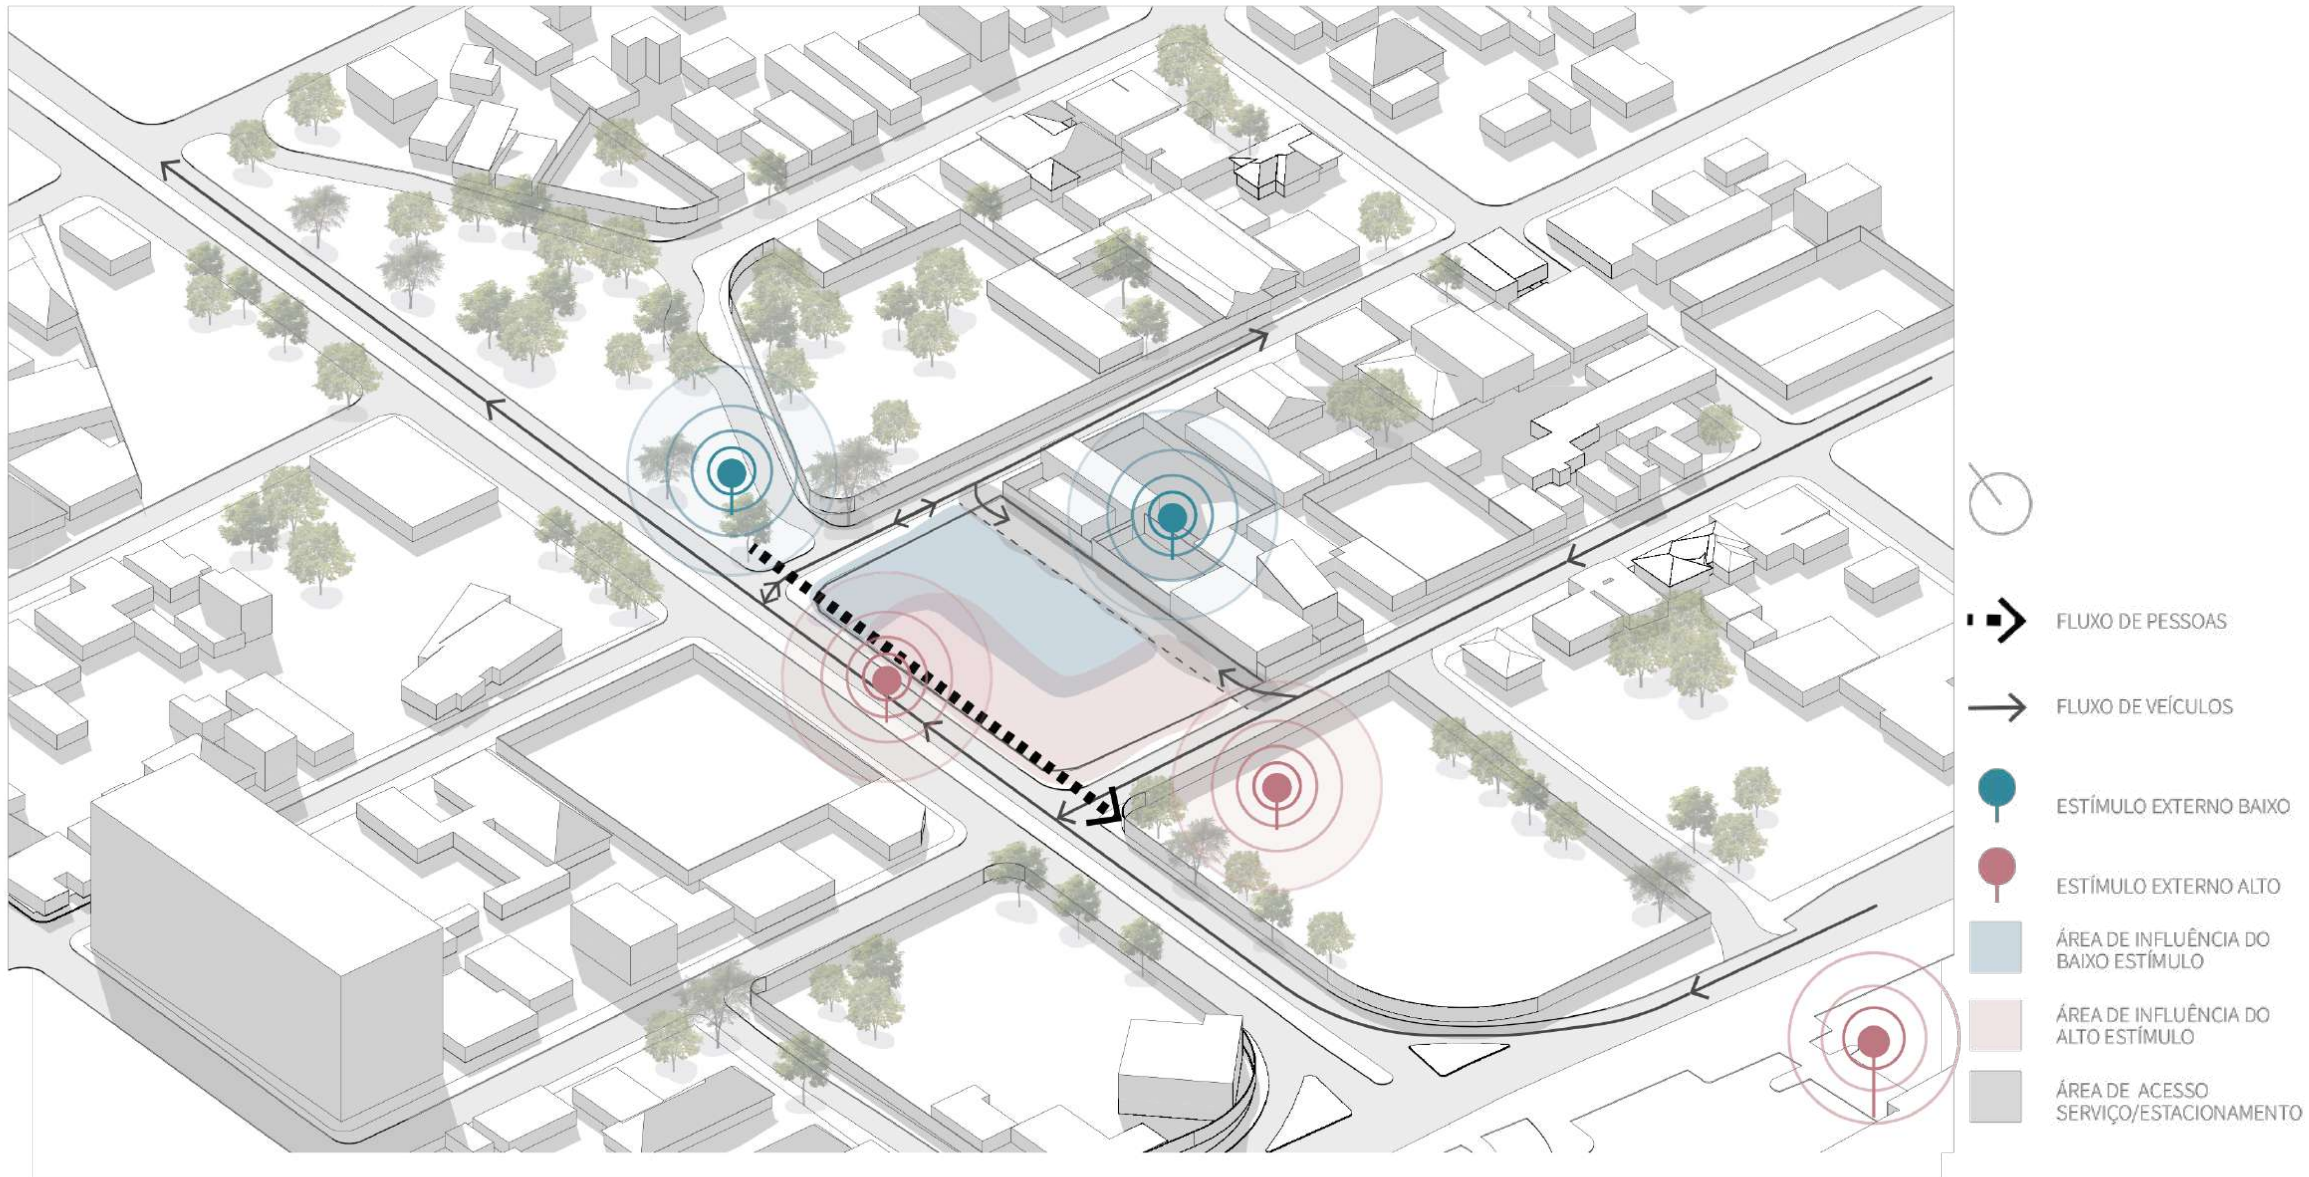 FLUXO DE PESSOAS
FLUXO DE VEÍCULOS
ESTÍMULO EXTERNO BAIXO
ESTÍMULO EXTERNO ALTO
ÁREA DE INFLUÊNCIA DO
BAIXO ESTÍMULO
ÁREA DE INFLUÊNCIA DO
ALTO ESTÍMULO
ÁREA DE ACESSO
SERVIÇO/ESTACIONAMENTO